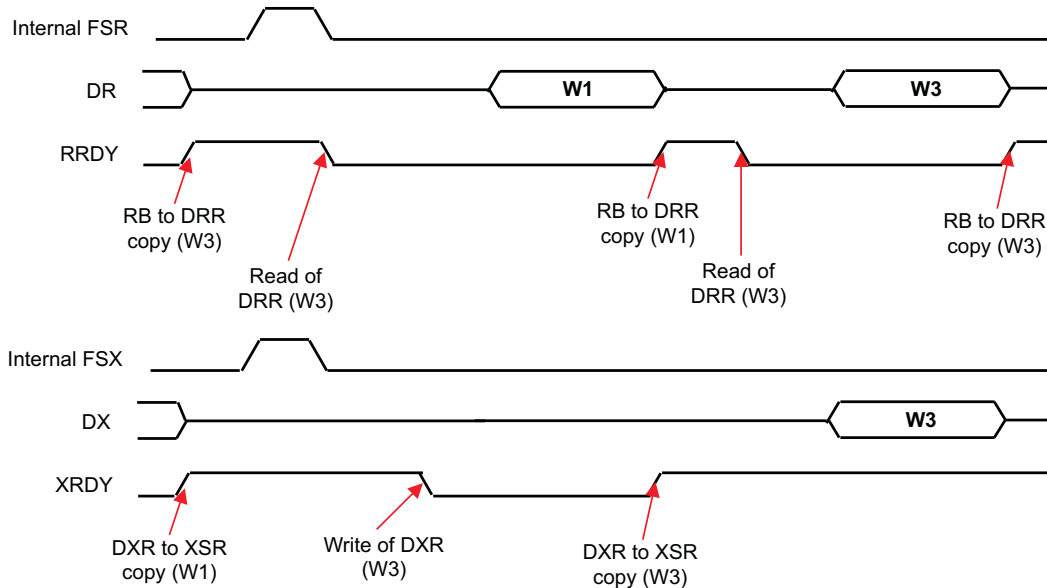 Internal FSR
DR
W1
W3
RRDY
RB to DRR
copy (W3)
Read of
DRR (W3)
RB to DRR
copy (W1)
Read of
DRR (W3)
RB to DRR
copy (W3)
Internal FSX
DX
W3
XRDY
DXR to XSR
copy (W1)
Write of DXR
(W3)
DXR to XSR
copy (W3)